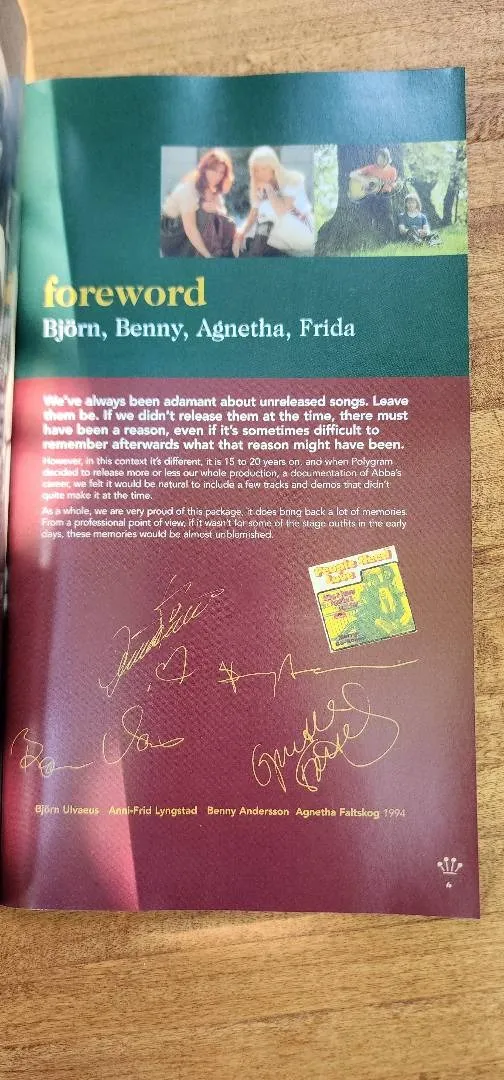 foreword
Björn, Benny, Agnetha, Frida
We've always been adamant about unreleased songs. Leave
them be. If we didn't release them at the time, there must
have been a reason, even if it's sometimes difficult to
remember afterwards what that reason might have been.
However, in this context it's different, it is 15 to 20 years on, and when Polygram
decided to release more or less our whole production, a documentation of Abba's
career, we felt it would be natural to include a few tracks and demos that didn't
quite make it at the time.
As a whole, we are very proud of this package, it does bring back a lot of memories.
From a professional point of view, if it wasn't for some of the stage outfits in the early
days, these memories would be almost unblemished.
People Need
Love
Björn Ulvaeus Anni-Frid Lyngstad Benny Andersson Agnetha Faltskog 1994